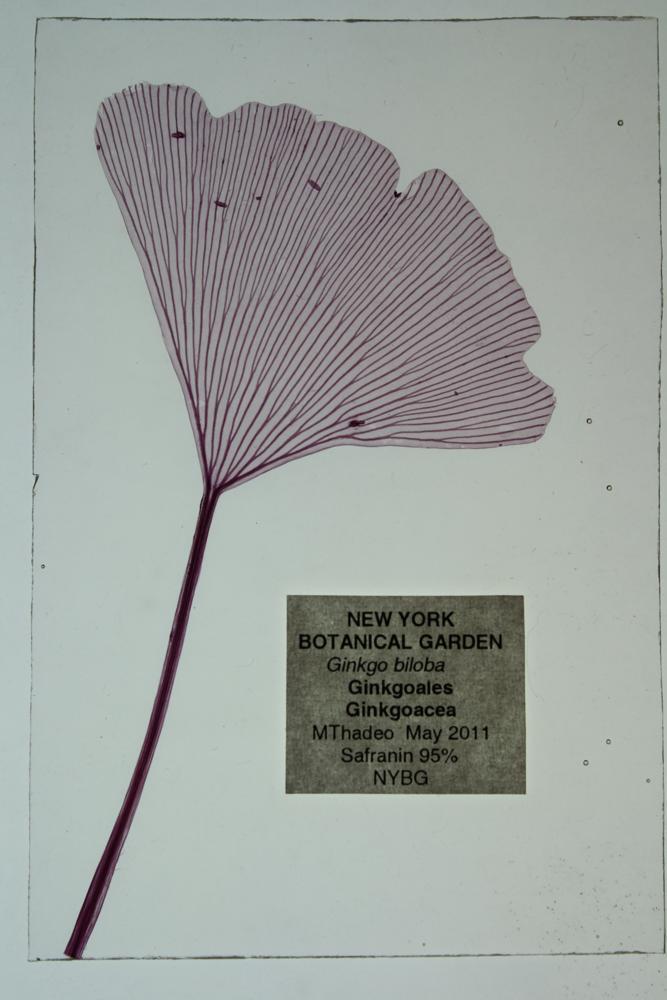 NEW YORK
BOTANICAL GARDEN
Ginkgo biloba
Ginkgoales
Ginkgoacea
MThadeo May 2011
Safranin 95%
NYBG